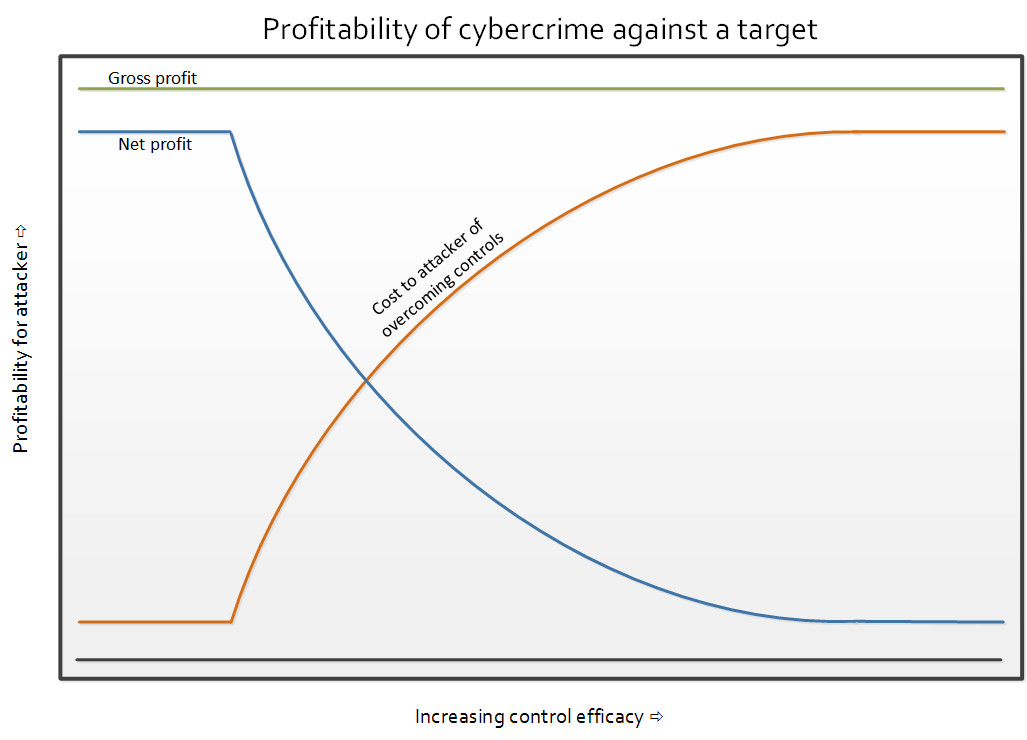 Profitability of cybercrime against a target
Gross profit
Net profit
Cost to attacker of
overcoming controls
Profitability for attacker ⇨
Increasing control efficacy ⇨